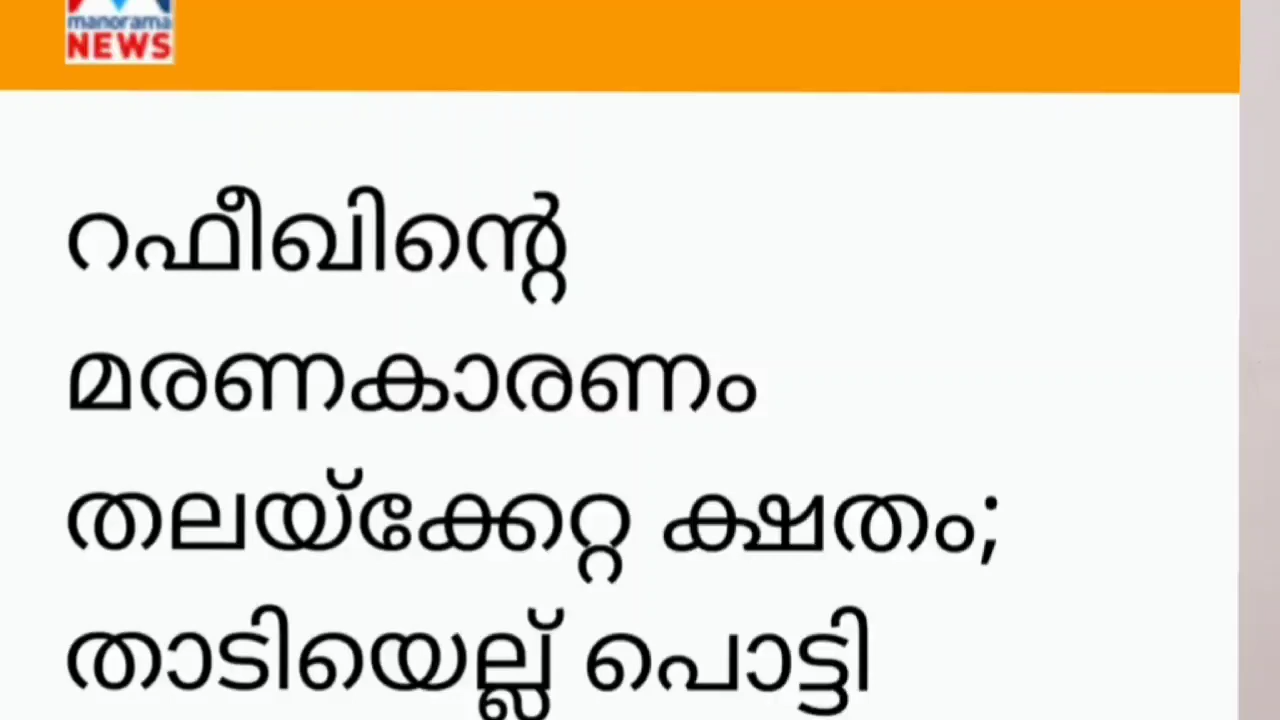 manorama
NEWS
റഫീഖിന്റെ
മരണകാരണം
തലയ്ക്കേറ്റ ക്ഷതം;
താടിയെല്ല് പൊട്ടി